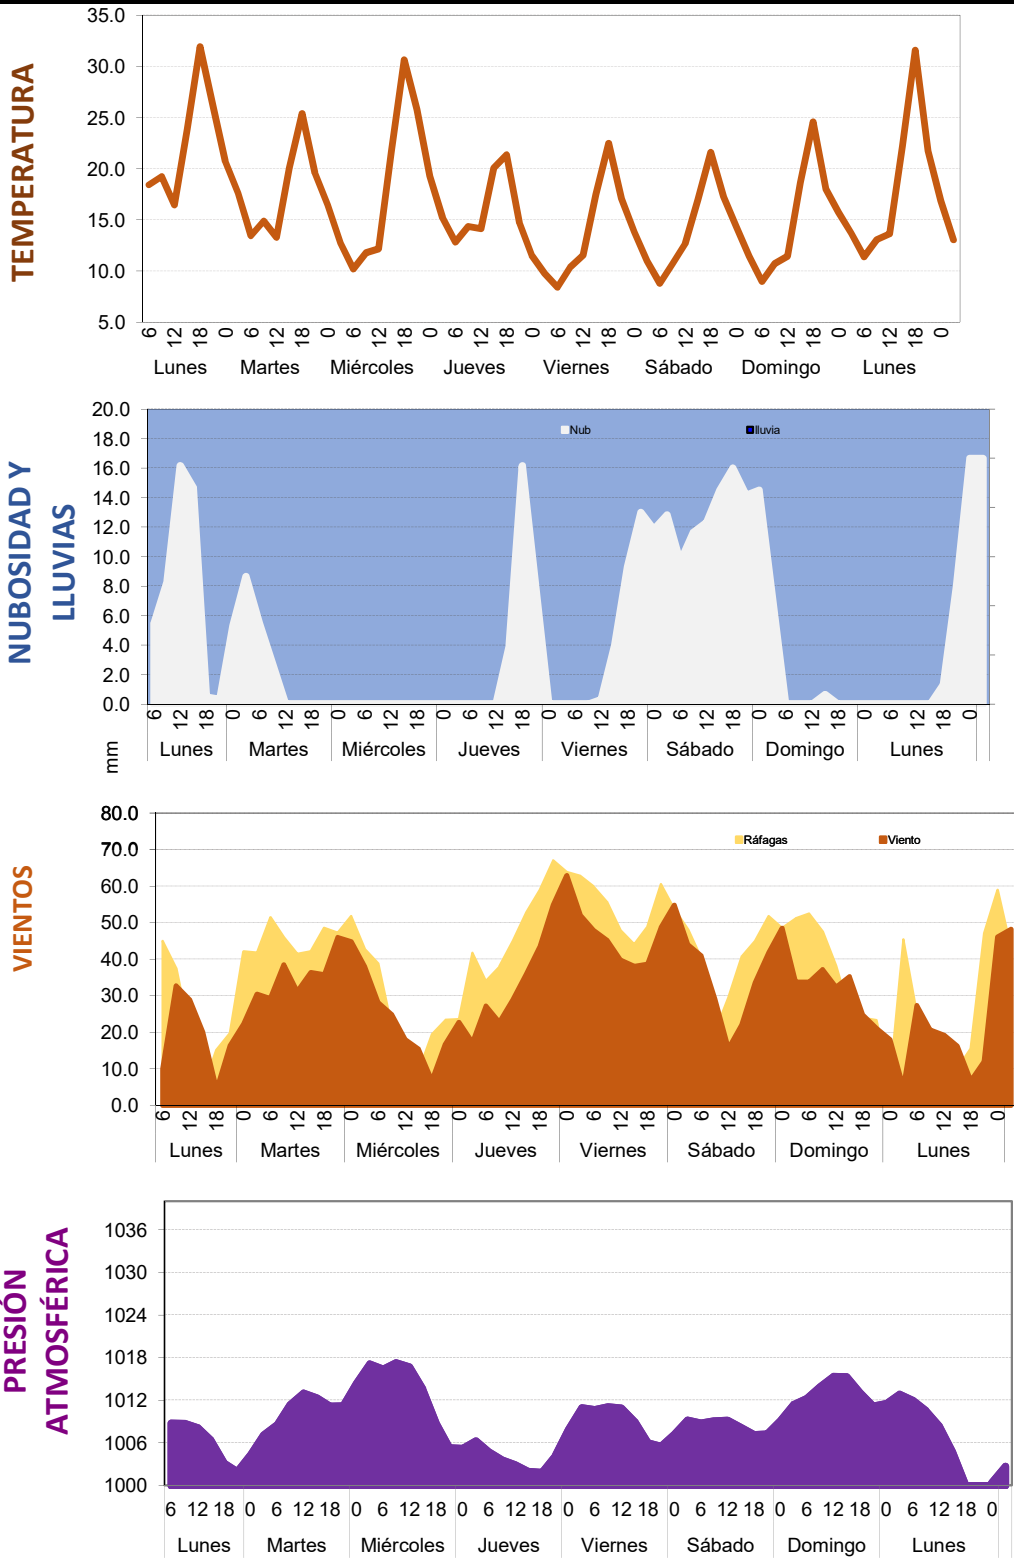 TEMPERATURA
35.0
30.0
25.0
20.0
15.0
10.0
5.0
6 12 18 0 6 12 18 0 6 12 18 0 6 12 18 0 6 12 18 0 6 12 18 0 6 12 18 0 6 12 18 0
Lunes Martes Miércoles Jueves Viernes Sábado Domingo Lunes
NUBOSIDAD Y
LLUVIAS
20.0
18.0
16.0
14.0
12.0
10.0
8.0
6.0
4.0
2.0
0.0
mm
Nub lluvia
6 12 18 0 6 12 18 0 6 12 18 0 6 12 18 0 6 12 18 0 6 12 18 0 6 12 18 0 6 12 18 0
Lunes Martes Miércoles Jueves Viernes Sábado Domingo Lunes
VIENTOS
80.0
70.0
60.0
50.0
40.0
30.0
20.0
10.0
0.0
Ráfagas Viento
6 12 18 0 6 12 18 0 6 12 18 0 6 12 18 0 6 12 18 0 6 12 18 0 6 12 18 0 6 12 18 0
Lunes Martes Miércoles Jueves Viernes Sábado Domingo Lunes
PRESIÓN
ATMOSFÉRICA
1036
1030
1024
1018
1012
1006
1000
6 12 18 0 6 12 18 0 6 12 18 0 6 12 18 0 6 12 18 0 6 12 18 0 6 12 18 0 6 12 18 0
Lunes Martes Miércoles Jueves Viernes Sábado Domingo Lunes